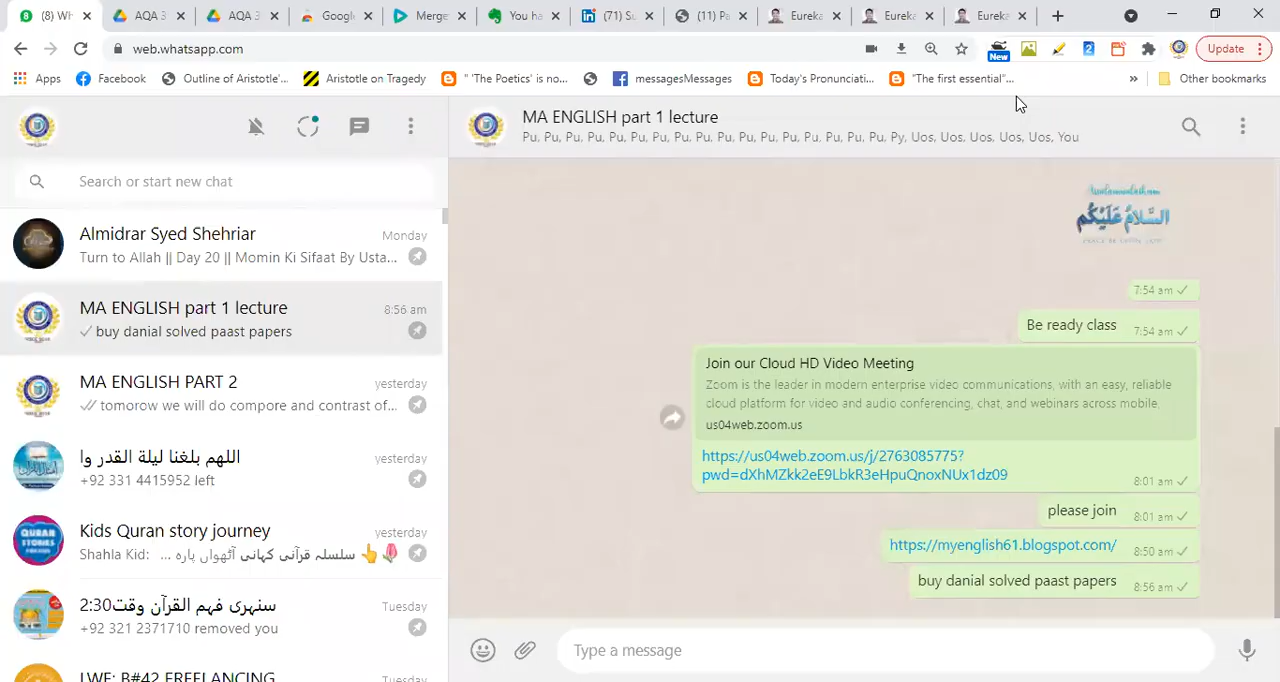 (8) Wh
AQA 3
AQA 3
Google
Merge
You ha
(71) Su
(11) Pa
Eureka
Eureka
Eureka
web.whatsapp.com
New
2
Update
Apps
Facebook
Outline of Aristotle'...
Aristotle on Tragedy
" 'The Poetics' is no...
messagesMessages
Today's Pronunciati...
"The first essential"...
»
Other bookmarks
MA ENGLISH part 1 lecture
Pu, Pu, Pu, Pu, Pu, Pu, Pu, Pu, Pu, Pu, Pu, Pu, Pu, Pu, Pu, Pu, Pu, Py, Uos, Uos, Uos, Uos, Uos, You
Search or start new chat
Almidrar Syed Shehriar
Monday
Turn to Allah || Day 20 || Momin Ki Sifaat By Usta...
MA ENGLISH part 1 lecture
8:56 am
buy danial solved paast papers
MA ENGLISH PART 2
yesterday
tomorow we will do compore and contrast of...
اللهم بلغنا ليلة القدر وا
yesterday
+92 331 4415952 left
Kids Quran story journey
yesterday
Shahla Kid: سلسلہ قرآنی کہانی آٹھواں پارہ ...
سنہری فہم القرآن وقت2:30
Tuesday
+92 321 2371710 removed you
LWE: B#42 FREELANCING
Tuesday
Assalamualaikum
السَّلَامُ عَلَيْكُم
7:54 am
Be ready class
7:54 am
Join our Cloud HD Video Meeting
Zoom is the leader in modern enterprise video communications, with an easy, reliable
cloud platform for video and audio conferencing, chat, and webinars across mobile,
us04web.zoom.us
https://us04web.zoom.us/j/2763085775?
pwd=dXhMZkk2eE9LbkR3eHpuQnoxNUx1dz09
8:01 am
please join
8:01 am
https://myenglish61.blogspot.com/
8:50 am
buy danial solved paast papers
8:56 am
Type a message